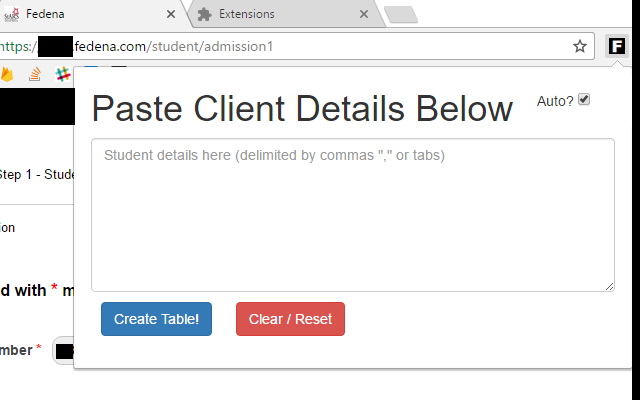 Fedena
Extensions
https:/ .fedena.com/student/admission1
F
Paste Client Details Below
Auto?
Student details here (delimited by commas "," or tabs)
Step 1 - Stude
ion
d with * m
Create Table!
Clear / Reset
mber *